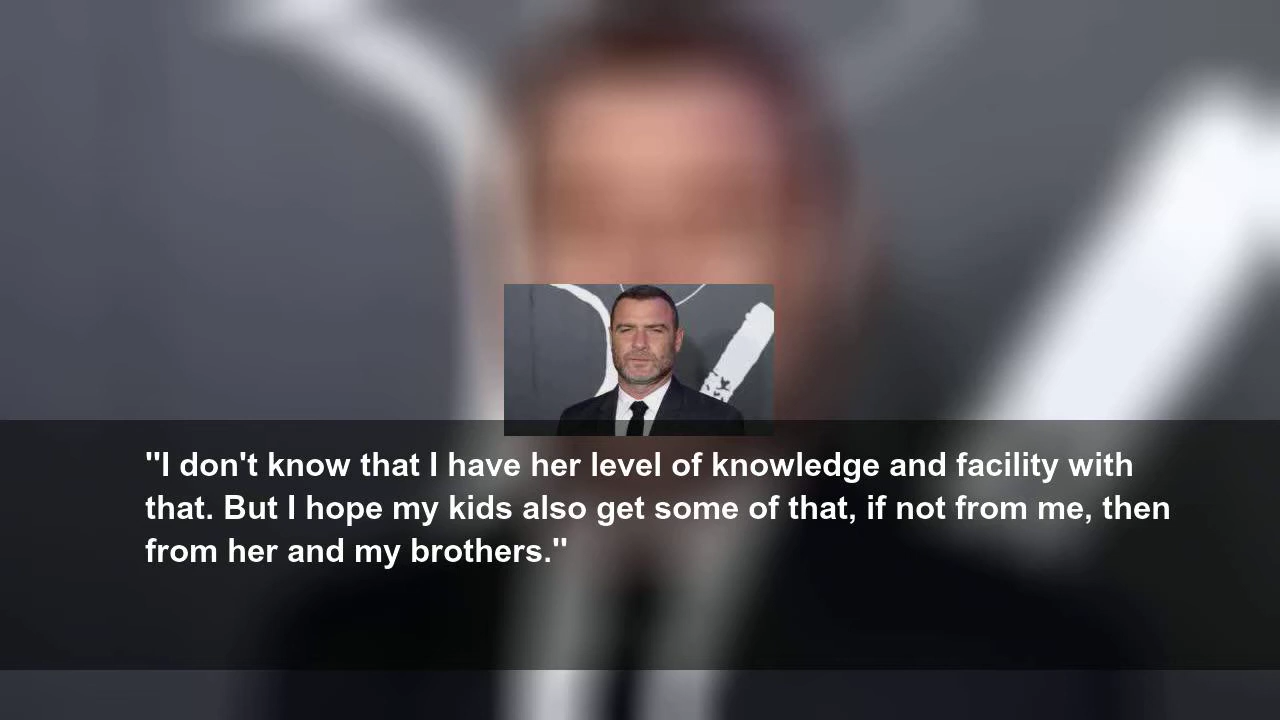 "I don't know that I have her level of knowledge and facility with
that. But I hope my kids also get some of that, if not from me, then
from her and my brothers."